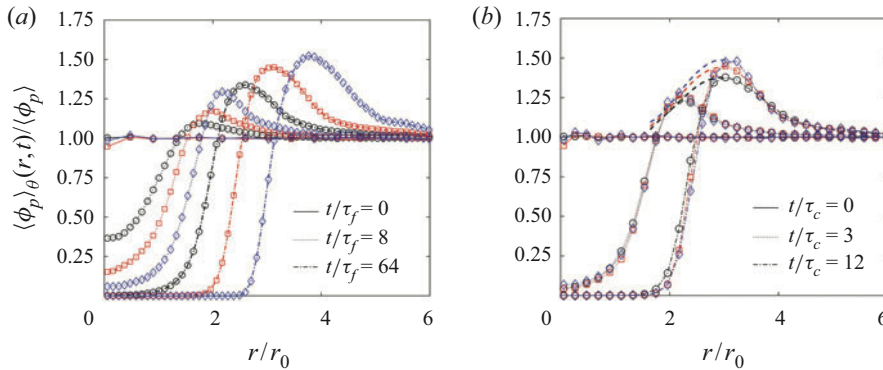 (a)
1.75
1.50
1.25
1.00
0.75
0.50
0.25
⟨ϕp⟩θ(r, t)/⟨ϕp⟩
t/τf = 0
t/τf = 8
t/τf = 64
0 2 4 6
r/r0
(b)
1.75
1.50
1.25
1.00
0.75
0.50
0.25
t/τc = 0
t/τc = 3
t/τc = 12
0 2 4 6
r/r0